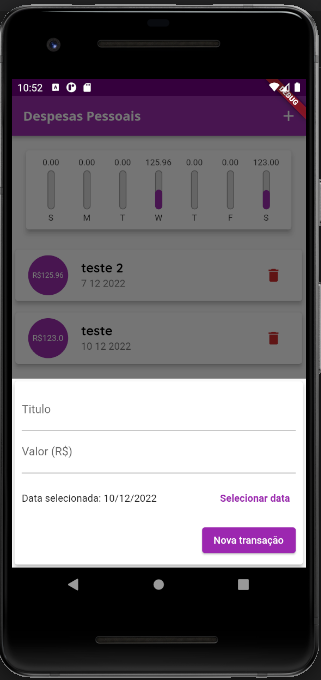 10:52
DEBUG
Despesas Pessoais
0.00 0.00 0.00 125.96 0.00 0.00 123.00
S M T W T F S
R$125.96
teste 2
7 12 2022
R$123.0
teste
10 12 2022
Titulo
Valor (R$)
Data selecionada: 10/12/2022 Selecionar data
Nova transação